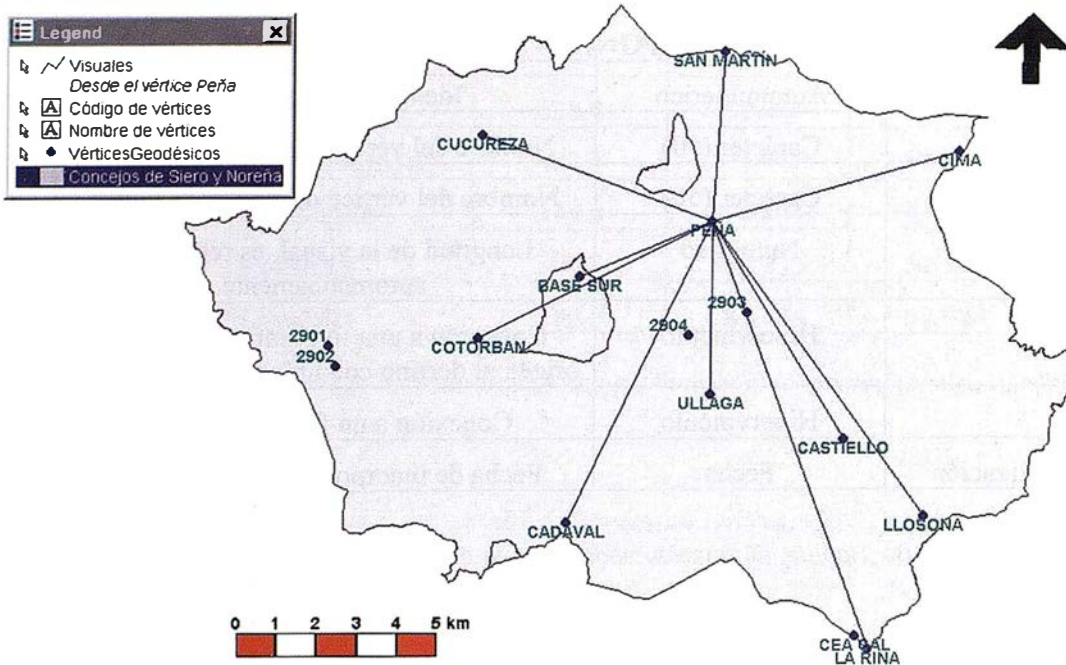 Legend
Visuales
Desde el vértice Peña
Código de vértices
Nombre de vértices
VérticesGeodésicos
Concejos de Siero y Noreña
SAN MARTÍN
CUCUREZA
CIMA
PEÑA
BASE SUR
2903
2904
2901
2902
COTORBAN
ULLAGA
CASTIELLO
LLOSONA
CADAVAL
0 1 2 3 4 5 km
CEA CAL
LA RINA